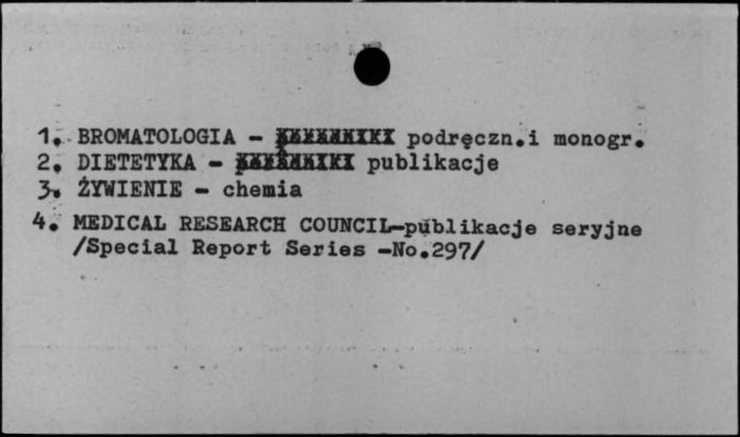 1. BROMATOLOGIA - podręczn.i monogr.
2. DIETETYKA - publikacje
3. ŻYWIENIE - chemia
4. MEDICAL RESEARCH COUNCIL-publikacje seryjne
/Special Report Series -No.297/